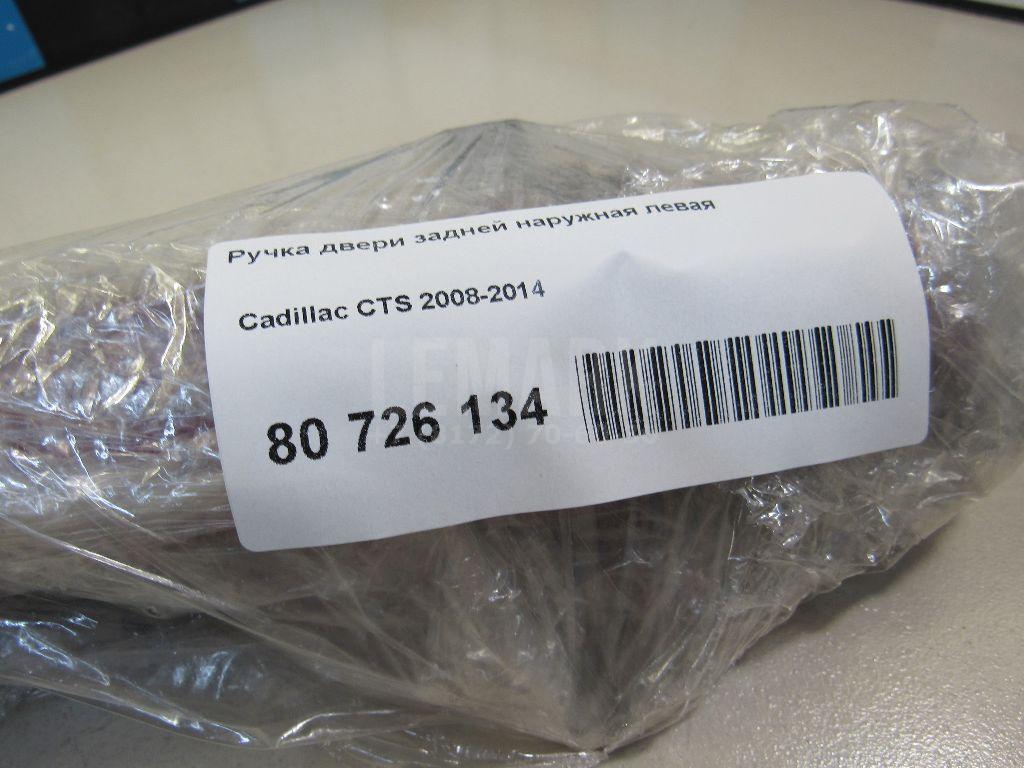 Ручка двери задней наружная левая
Cadillac CTS 2008-2014
80 726 134